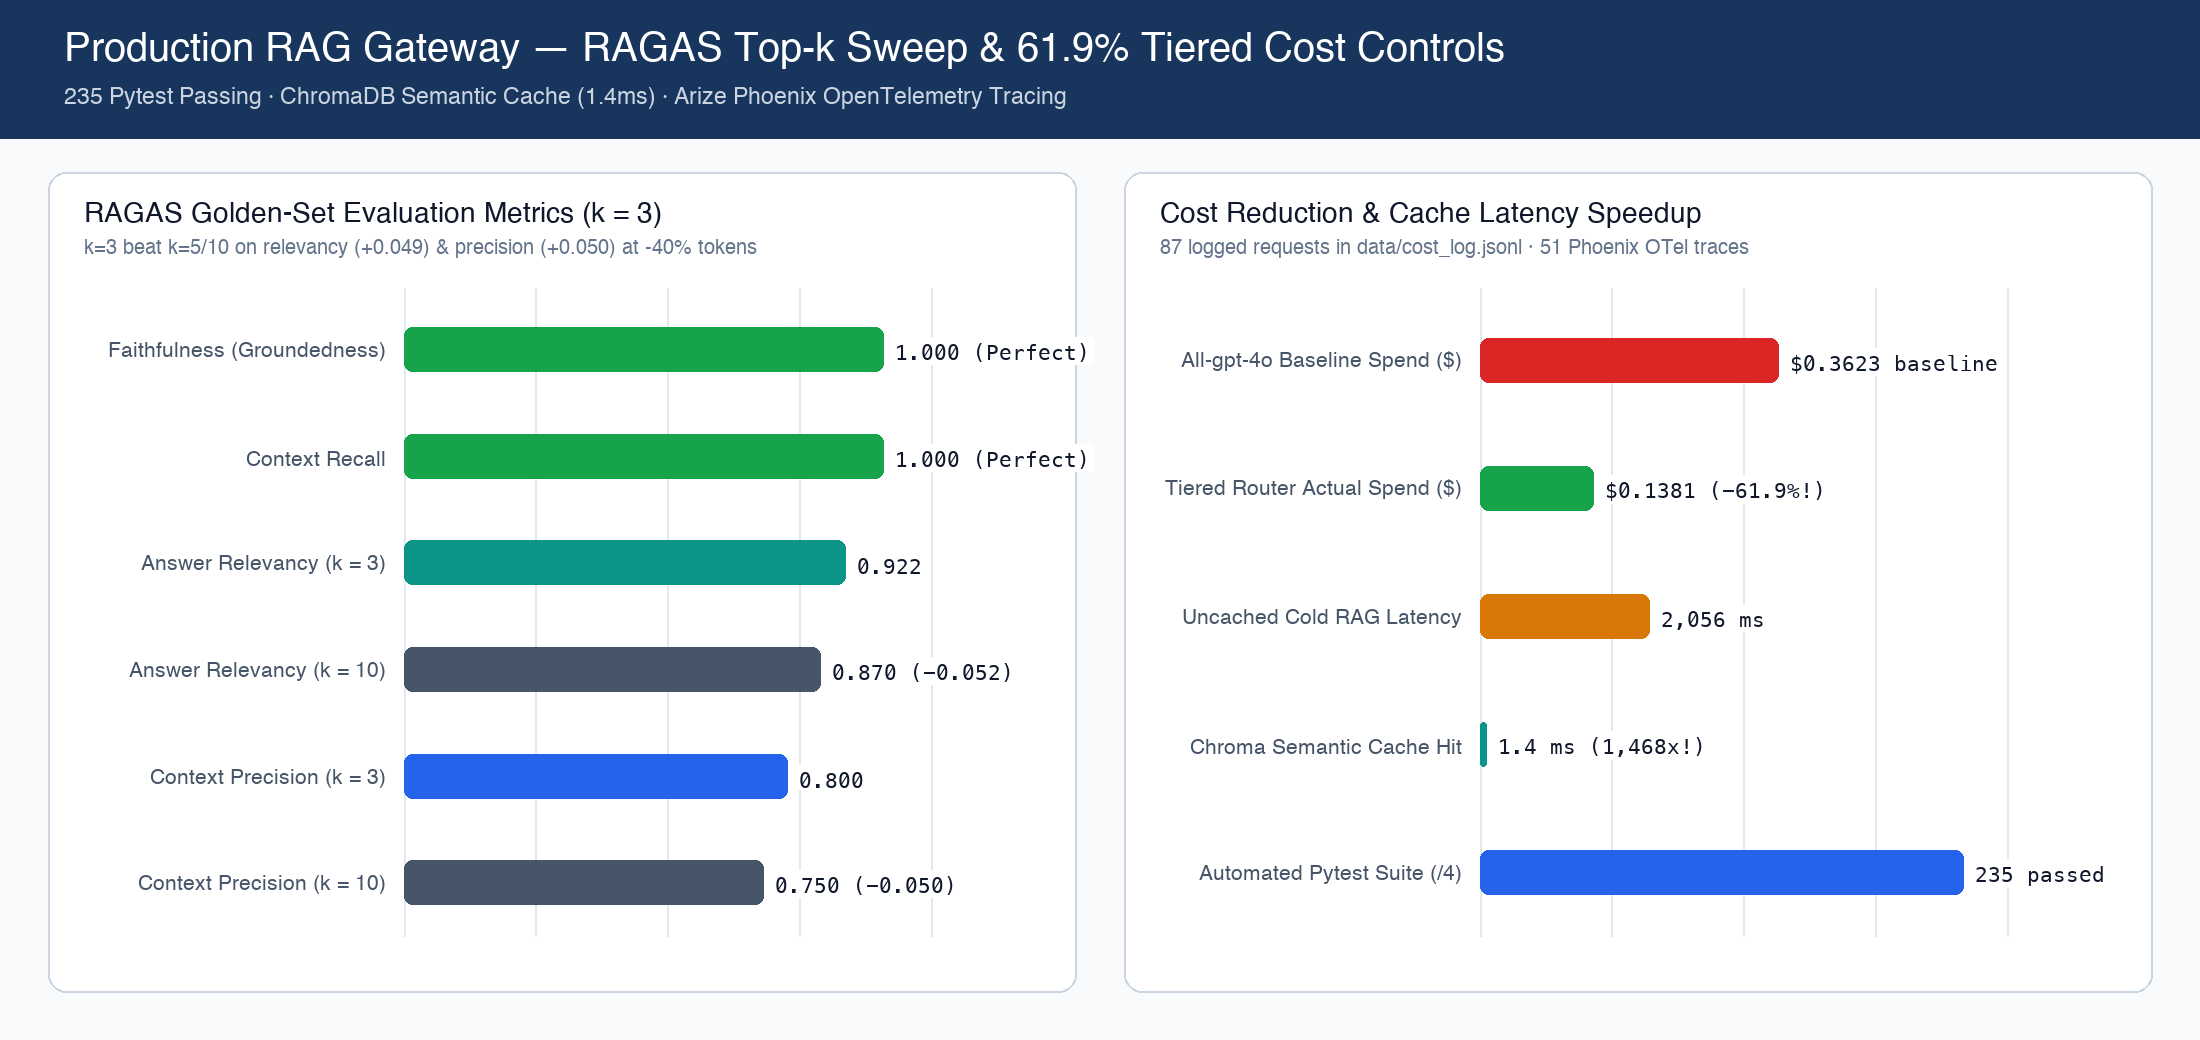 Production RAG Gateway — RAGAS Top-k Sweep & 61.9% Tiered Cost Controls
235 Pytest Passing · ChromaDB Semantic Cache (1.4ms) · Arize Phoenix OpenTelemetry Tracing
RAGAS Golden-Set Evaluation Metrics (k = 3)
k=3 beat k=5/10 on relevancy (+0.049) & precision (+0.050) at -40% tokens
Faithfulness (Groundedness) 1.000 (Perfect)
Context Recall 1.000 (Perfect)
Answer Relevancy (k = 3) 0.922
Answer Relevancy (k = 10) 0.870 (−0.052)
Context Precision (k = 3) 0.800
Context Precision (k = 10) 0.750 (−0.050)
Cost Reduction & Cache Latency Speedup
87 logged requests in data/cost_log.jsonl · 51 Phoenix OTel traces
All-gpt-4o Baseline Spend ($) $0.3623 baseline
Tiered Router Actual Spend ($) $0.1381 (−61.9%!)
Uncached Cold RAG Latency 2,056 ms
Chroma Semantic Cache Hit 1.4 ms (1,468x!)
Automated Pytest Suite (/4) 235 passed